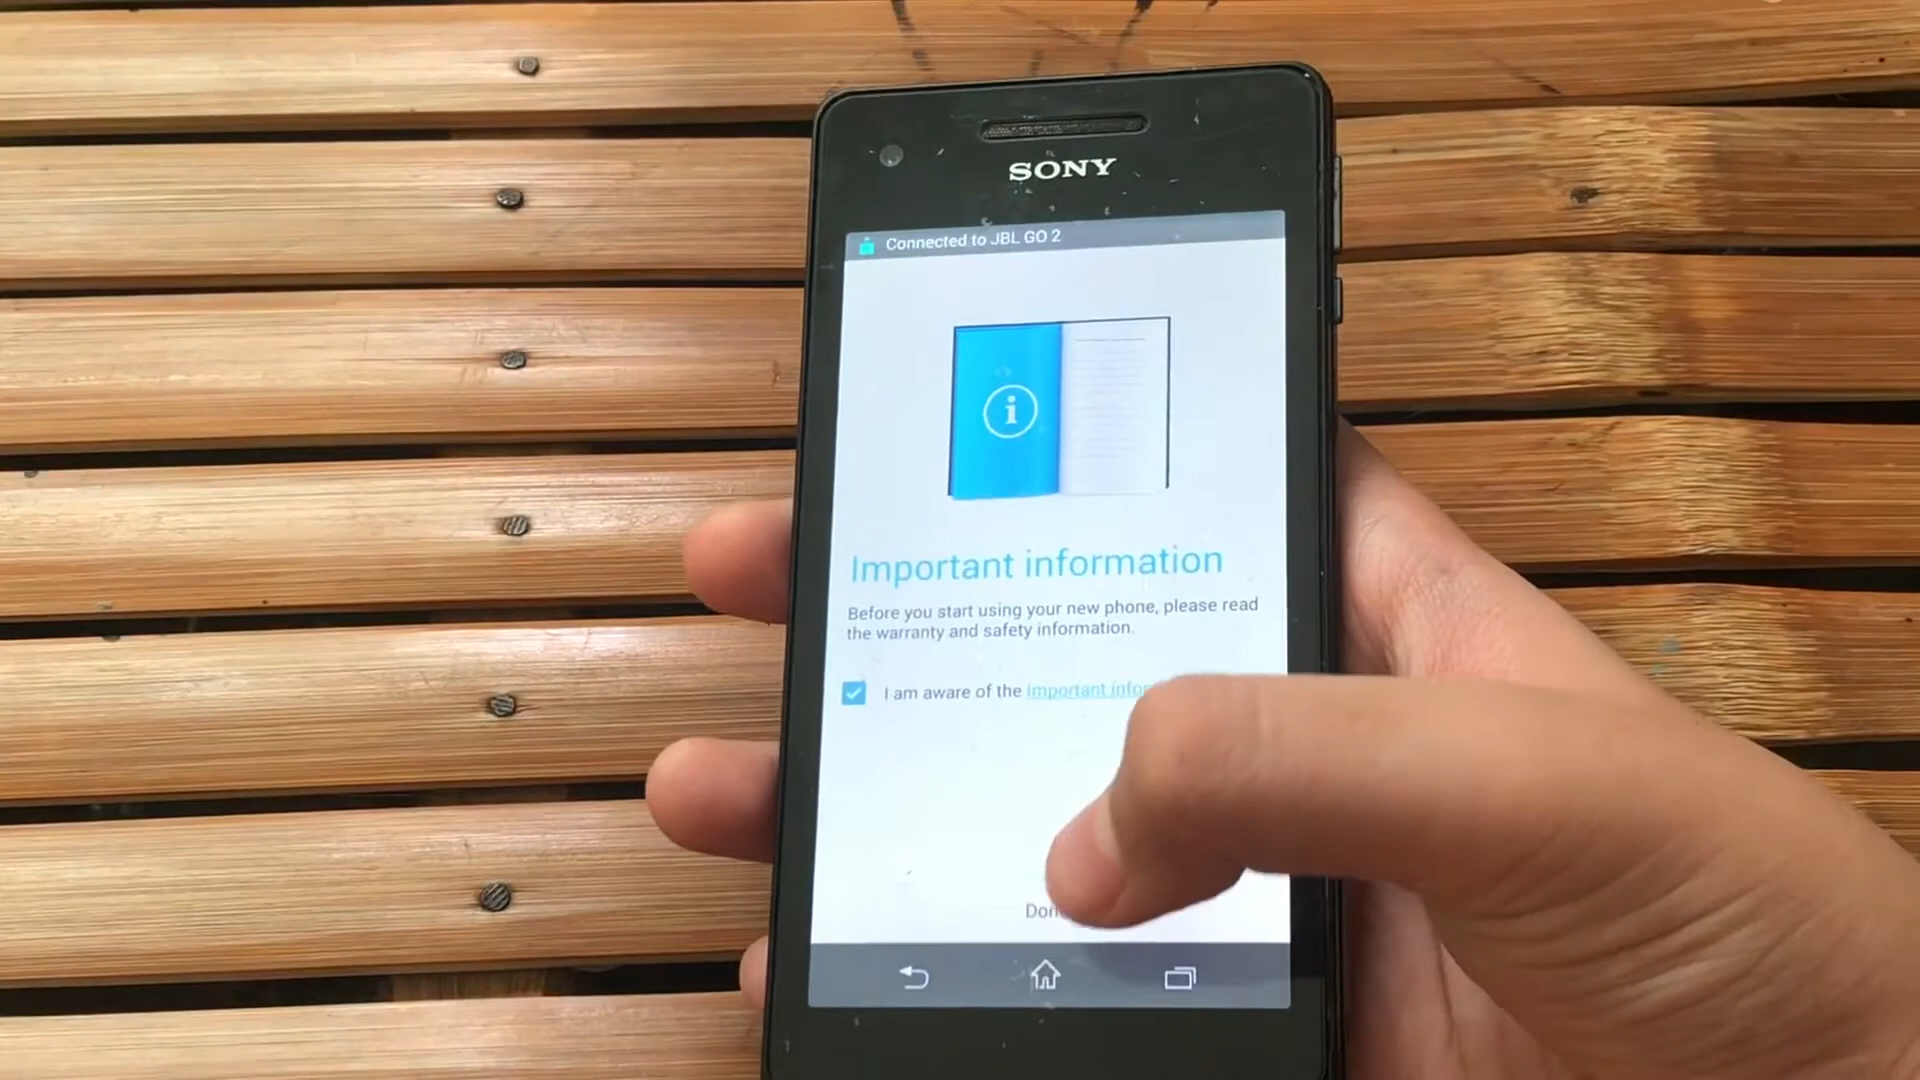 SONY
Connected to JBL GO 2
Important information
Before you start using your new phone, please read
the warranty and safety information.
I am aware of the Important